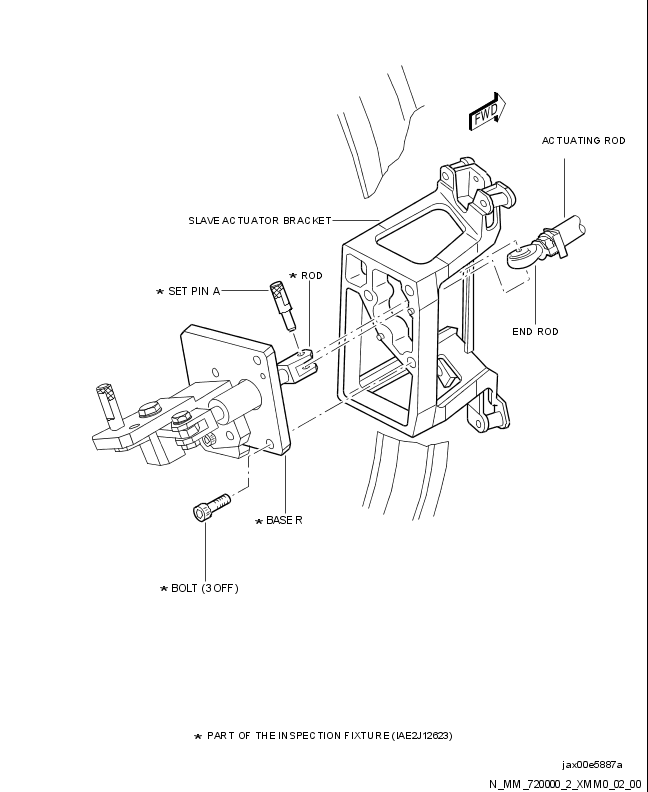 FWD
ACTUATING ROD
SLAVE ACTUATOR BRACKET
* ROD
* SET PIN A
END ROD
* BASE R
* BOLT (3 OFF)
* PART OF THE INSPECTION FIXTURE (IAE2J12623)
jax00e5887a
N_MM_720000_2_XMM0_02_00